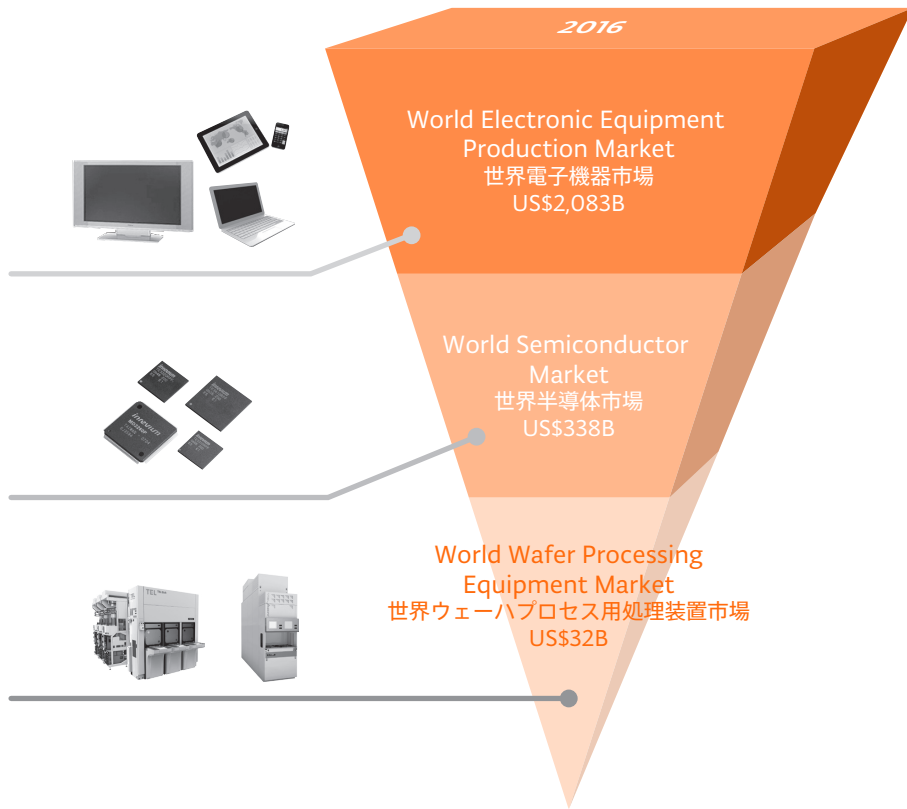 2016
World Electronic Equipment
Production Market
世界電子機器市場
US$2,083B
World Semiconductor
Market
世界半導体市場
US$338B
World Wafer Processing
Equipment Market
世界ウェーハプロセス用処理装置市場
US$32B
TEL
innovium